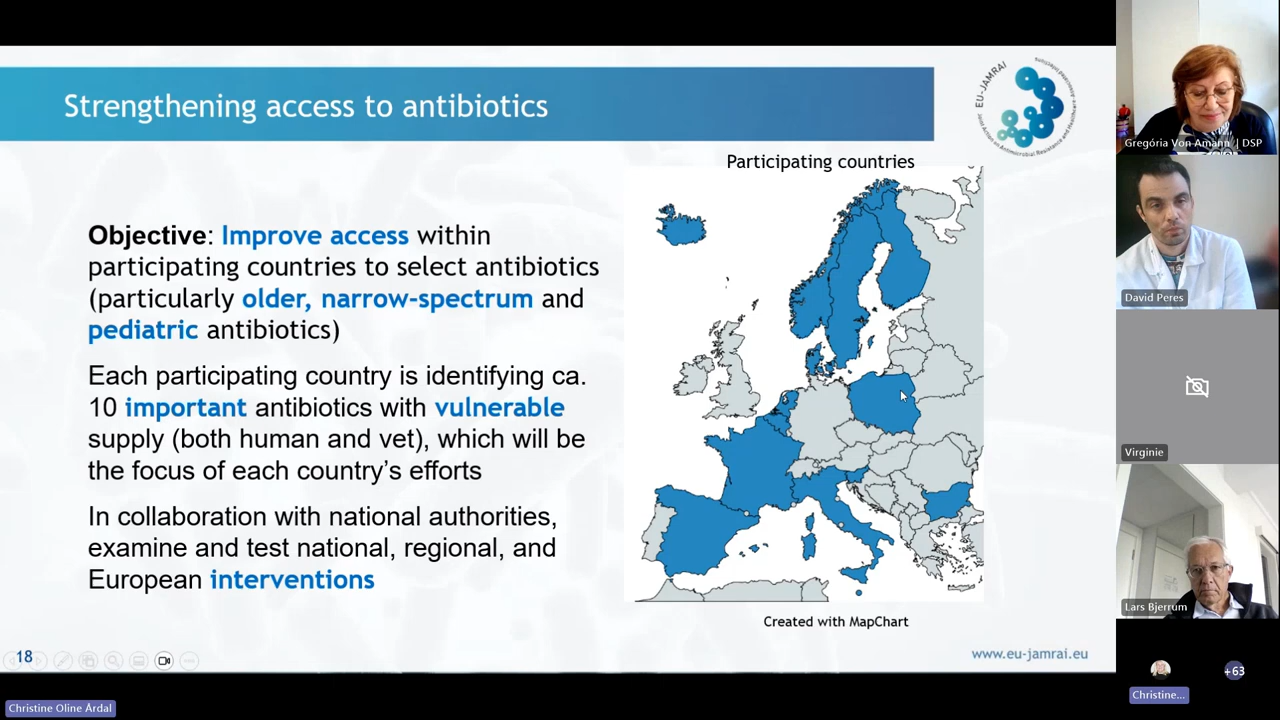 Strengthening access to antibiotics
EU-JAMRAI
Participating countries
Objective: Improve access within
participating countries to select antibiotics
(particularly older, narrow-spectrum and
pediatric antibiotics)
Each participating country is identifying ca.
10 important antibiotics with vulnerable
supply (both human and vet), which will be
the focus of each country’s efforts
In collaboration with national authorities,
examine and test national, regional, and
European interventions
Created with MapChart
18
www.eu-jamrai.eu
Christine Oline Årdal
Gregória Von Amann | DSP
David Peres
Virginie
Lars Bjerrum
Christine...
+63